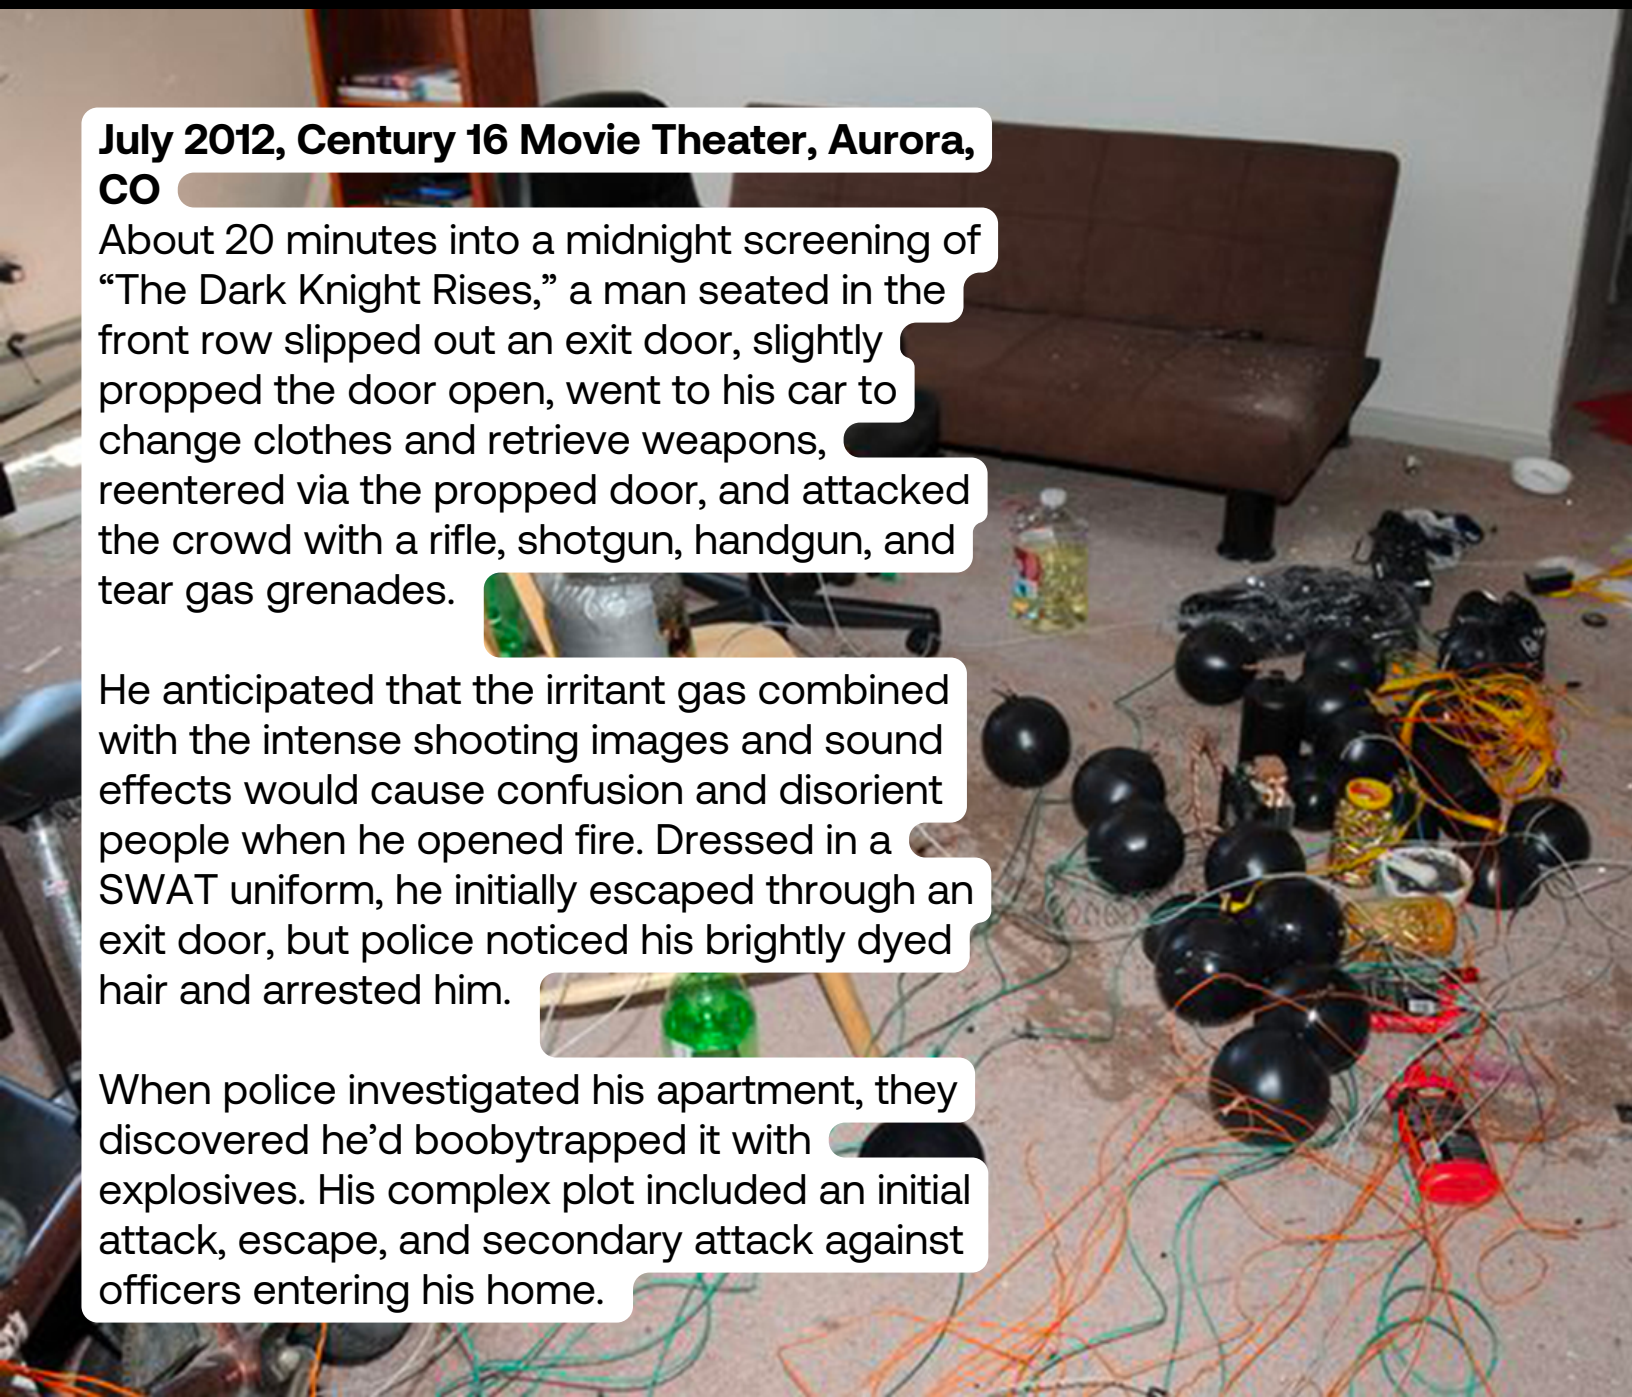 July 2012, Century 16 Movie Theater, Aurora,
CO
About 20 minutes into a midnight screening of
“The Dark Knight Rises,” a man seated in the
front row slipped out an exit door, slightly
propped the door open, went to his car to
change clothes and retrieve weapons,
reentered via the propped door, and attacked
the crowd with a rifle, shotgun, handgun, and
tear gas grenades.
He anticipated that the irritant gas combined
with the intense shooting images and sound
effects would cause confusion and disorient
people when he opened fire. Dressed in a
SWAT uniform, he initially escaped through an
exit door, but police noticed his brightly dyed
hair and arrested him.
When police investigated his apartment, they
discovered he’d boobytrapped it with
explosives. His complex plot included an initial
attack, escape, and secondary attack against
officers entering his home.